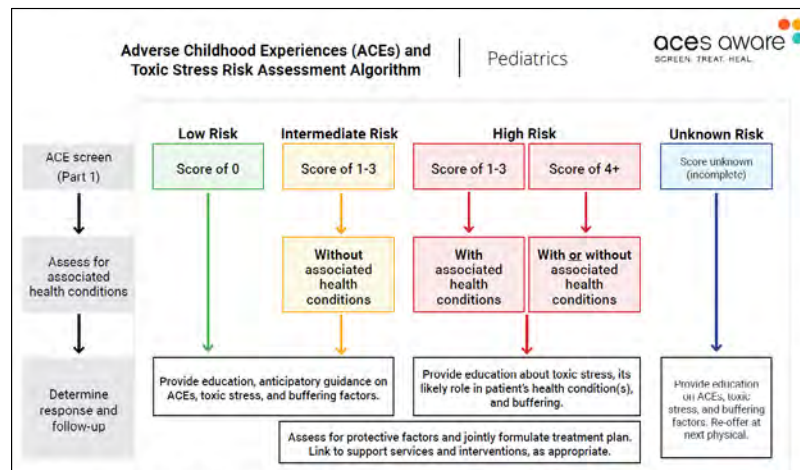 Adverse Childhood Experiences (ACEs) and
Toxic Stress Risk Assessment Algorithm
Pediatrics
aces aware
SCREEN. TREAT. HEAL.
Low Risk
Intermediate Risk
High Risk
Unknown Risk
ACE screen
(Part 1)
Score of 0
Score of 1-3
Score of 1-3
Score of 4+
Score unknown
(incomplete)
Assess for
associated
health conditions
Without
associated
health
conditions
With
associated
health
conditions
With or without
associated
health
conditions
Determine
response and
follow-up
Provide education, anticipatory guidance on
ACEs, toxic stress, and buffering factors.
Provide education about toxic stress, its
likely role in patient's health condition(s),
and buffering.
Provide education
on ACEs, toxic
stress, and buffering
factors. Re-offer at
next physical.
Assess for protective factors and jointly formulate treatment plan.
Link to support services and interventions, as appropriate.